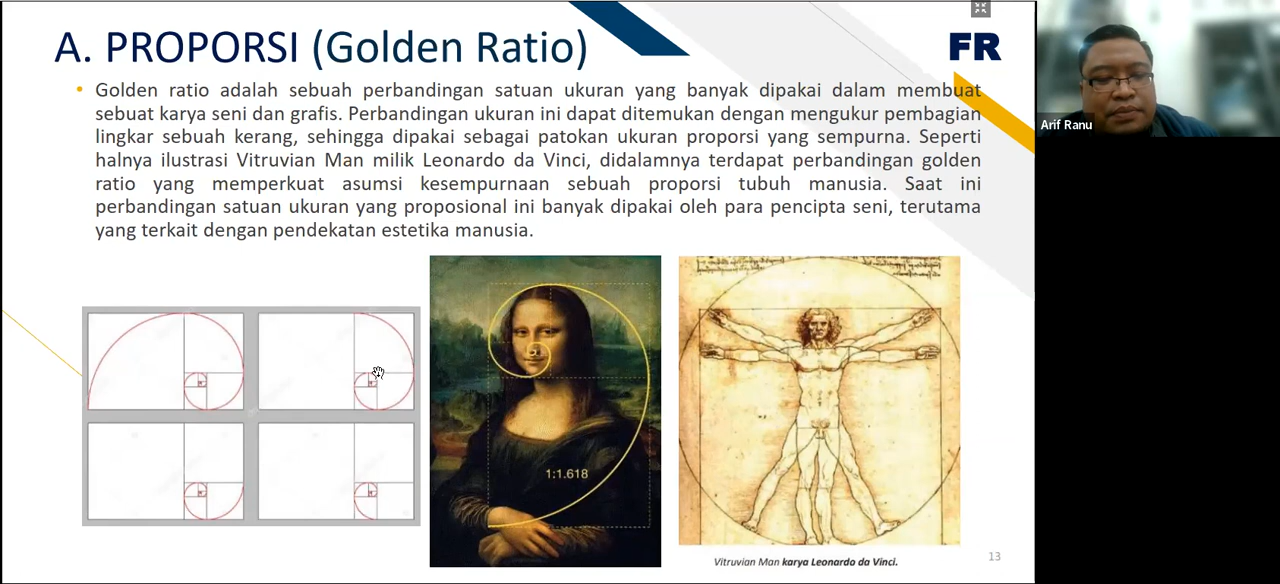 A. PROPORSI (Golden Ratio)
FR
• Golden ratio adalah sebuah perbandingan satuan ukuran yang banyak dipakai dalam membuat
sebuat karya seni dan grafis. Perbandingan ukuran ini dapat ditemukan dengan mengukur pembagian
lingkar sebuah kerang, sehingga dipakai sebagai patokan ukuran proporsi yang sempurna. Seperti
halnya ilustrasi Vitruvian Man milik Leonardo da Vinci, didalamnya terdapat perbandingan golden
ratio yang memperkuat asumsi kesempurnaan sebuah proporsi tubuh manusia. Saat ini
perbandingan satuan ukuran yang proposional ini banyak dipakai oleh para pencipta seni, terutama
yang terkait dengan pendekatan estetika manusia.
1:1.618
Vitruvian Man karya Leonardo da Vinci.
13
Arif Ranu